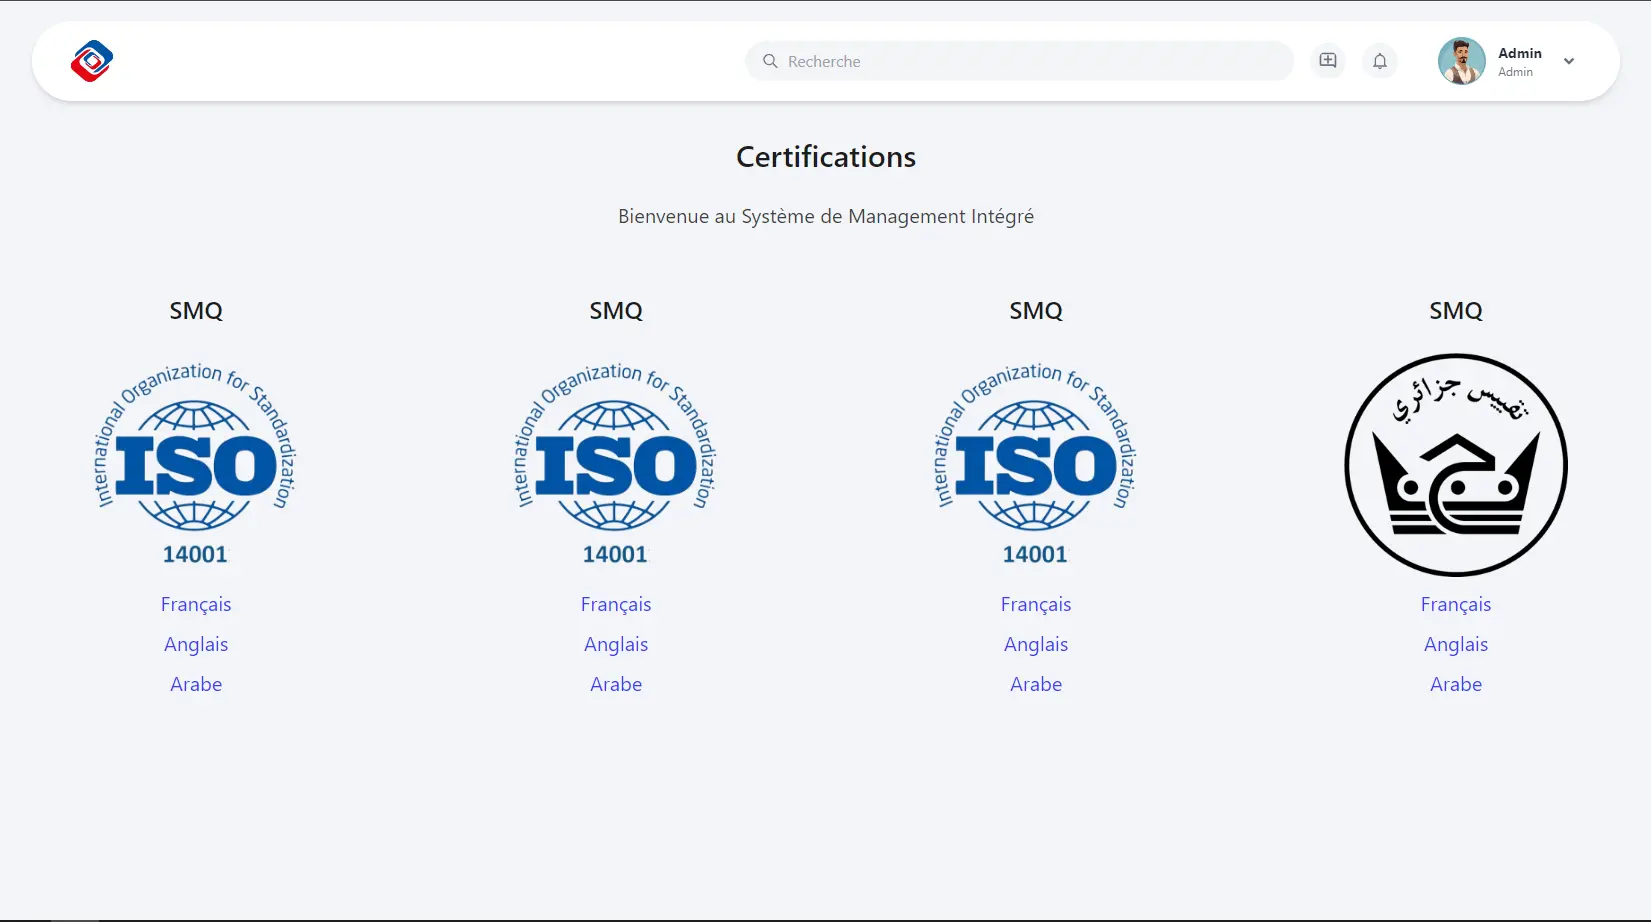 Recherche
Admin
Admin
Certifications
Bienvenue au Système de Management Intégré
SMQ
International Organization for Standardization
ISO
14001
Français
Anglais
Arabe
SMQ
International Organization for Standardization
ISO
14001
Français
Anglais
Arabe
SMQ
International Organization for Standardization
ISO
14001
Français
Anglais
Arabe
SMQ
تقييس جزائري
Français
Anglais
Arabe